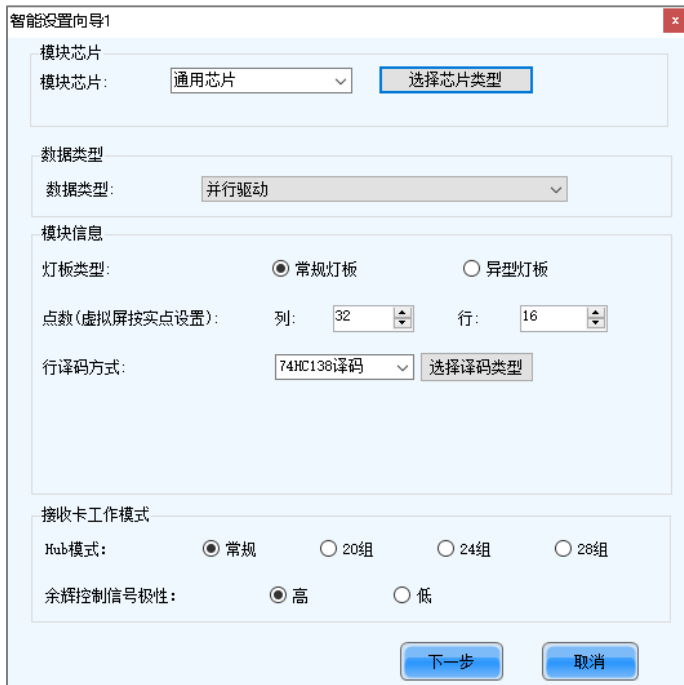 智能设置向导1
x
模块芯片
模块芯片: 通用芯片 选择芯片类型
数据类型
数据类型: 并行驱动
模块信息
灯板类型: 常规灯板 异型灯板
点数(虚拟屏按实点设置): 列: 32 行: 16
行译码方式: 74HC138译码 选择译码类型
接收卡工作模式
Hub模式: 常规 20组 24组 28组
余辉控制信号极性: 高 低
下一步 取消